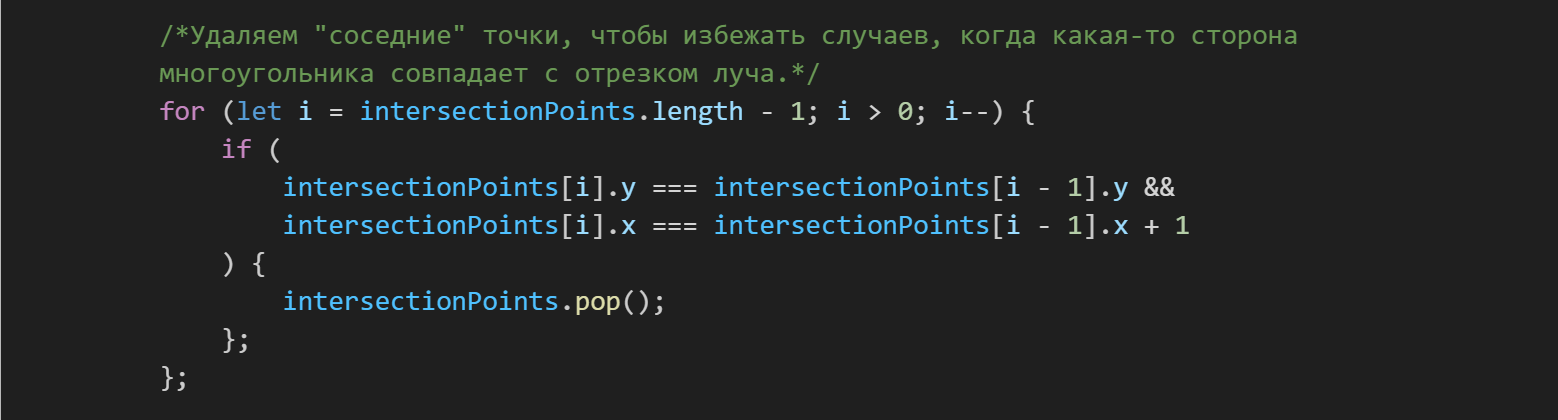 /*Удаляем "соседние" точки, чтобы избежать случаев, когда какая-то сторона
многоугольника совпадает с отрезком луча.*/
for (let i = intersectionPoints.length - 1; i > 0; i--) {
    if (
        intersectionPoints[i].y === intersectionPoints[i - 1].y &&
        intersectionPoints[i].x === intersectionPoints[i - 1].x + 1
    ) {
        intersectionPoints.pop();
    };
};